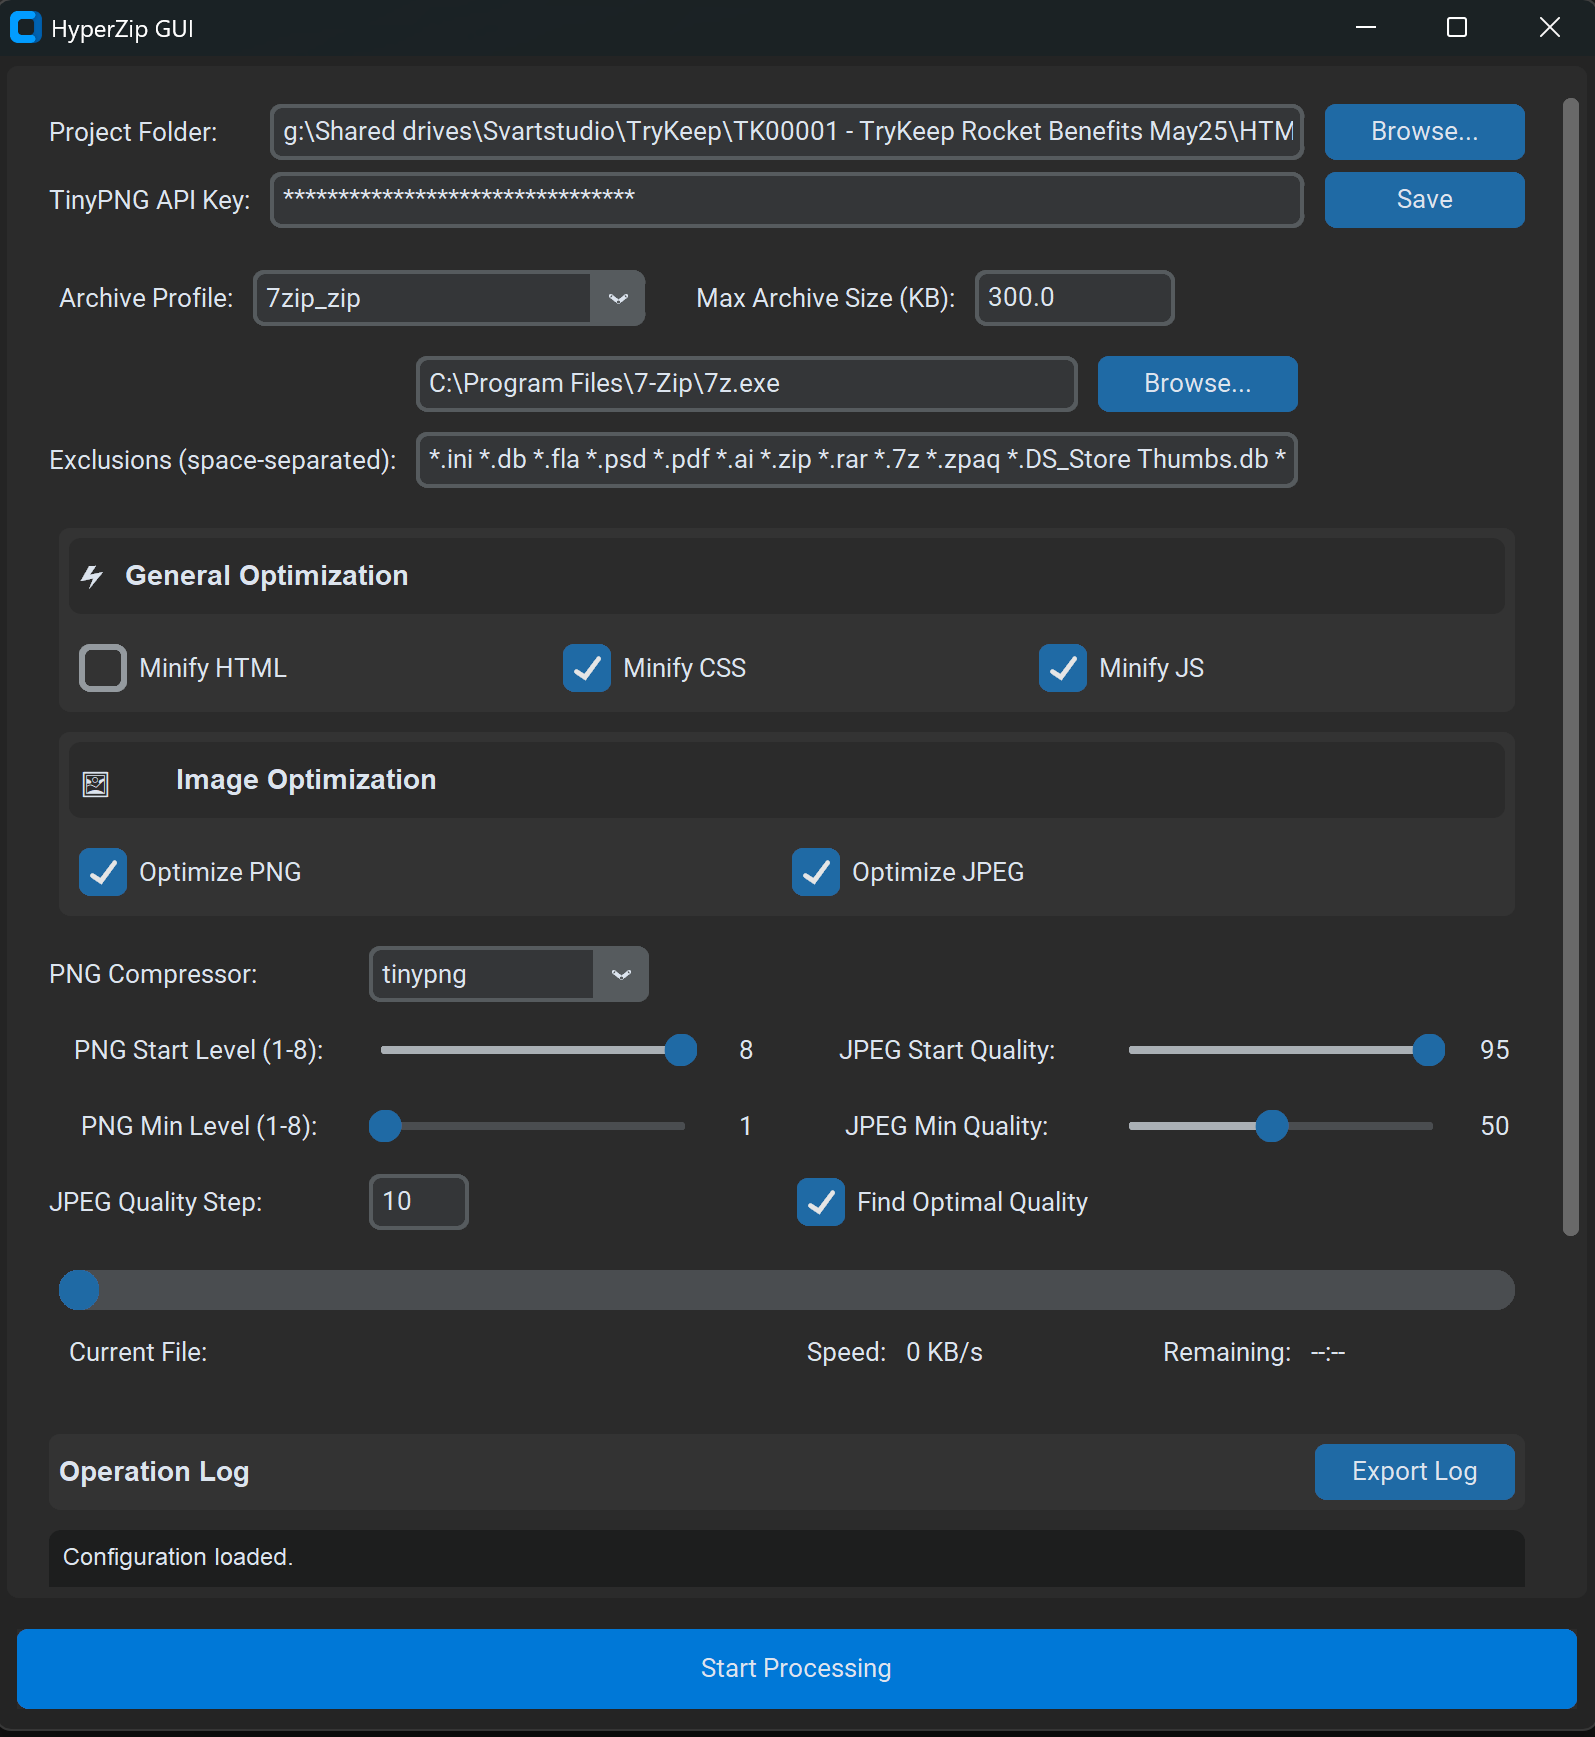 HyperZip GUI
Project Folder: g:\Shared drives\Svartstudio\TryKeep\TK00001 - TryKeep Rocket Benefits May25\HTM Browse...
TinyPNG API Key: ******************************** Save
Archive Profile: 7zip_zip Max Archive Size (KB): 300.0
C:\Program Files\7-Zip\7z.exe Browse...
Exclusions (space-separated): *.ini *.db *.fla *.psd *.pdf *.ai *.zip *.rar *.7z *.zpaq *.DS_Store Thumbs.db *
General Optimization
Minify HTML Minify CSS Minify JS
Image Optimization
Optimize PNG Optimize JPEG
PNG Compressor: tinypng
PNG Start Level (1-8): 8 JPEG Start Quality: 95
PNG Min Level (1-8): 1 JPEG Min Quality: 50
JPEG Quality Step: 10 Find Optimal Quality
Current File: Speed: 0 KB/s Remaining: --:--
Operation Log Export Log
Configuration loaded.
Start Processing